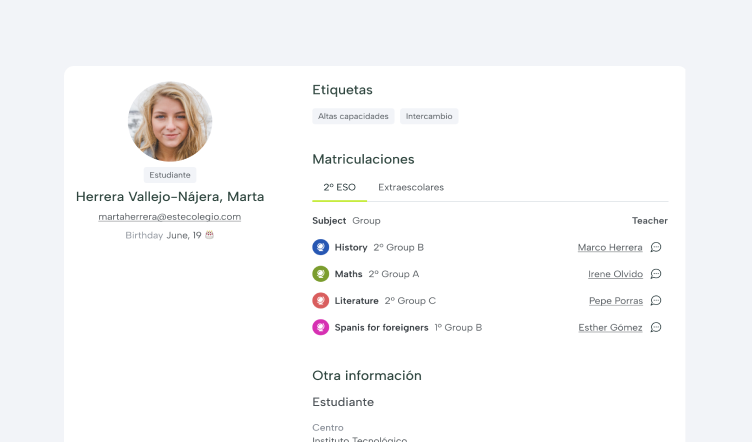 Estudiante
Herrera Vallejo-Nájera, Marta
martaherrera@estecolegio.com
Birthday June, 19
Etiquetas
Altas capacidades Intercambio
Matriculaciones
2º ESO Extraescolares
Subject Group Teacher
History 2º Group B Marco Herrera
Maths 2º Group A Irene Olvido
Literature 2º Group C Pepe Porras
Spanis for foreigners 1º Group B Esther Gómez
Otra información
Estudiante
Centro
Instituto Tecnológico